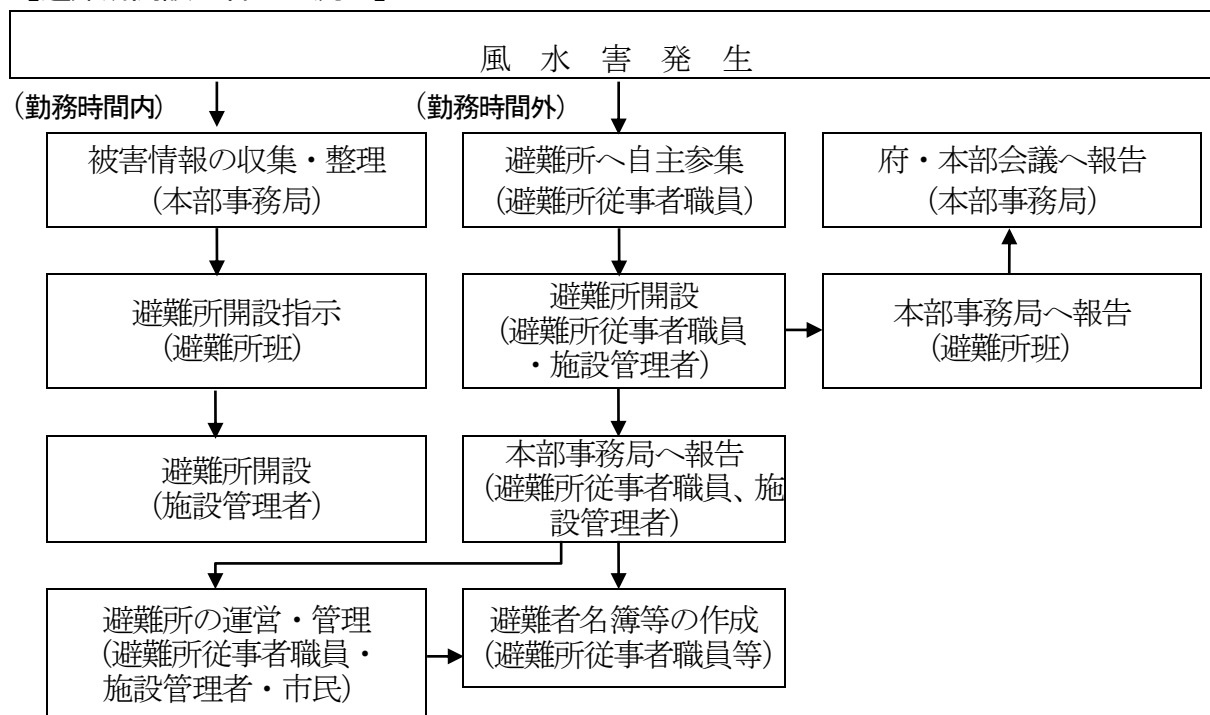 風 水 害 発 生
(勤務時間内)
(勤務時間外)
被害情報の収集・整理
(本部事務局)
避難所へ自主参集
(避難所従事者職員)
府・本部会議へ報告
(本部事務局)
避難所開設指示
(避難所班)
避難所開設
(避難所従事者職員
・施設管理者)
本部事務局へ報告
(避難所班)
避難所開設
(施設管理者)
本部事務局へ報告
(避難所従事者職員、施
設管理者)
避難所の運営・管理
(避難所従事者職員・
施設管理者・市民)
避難者名簿等の作成
(避難所従事者職員等)